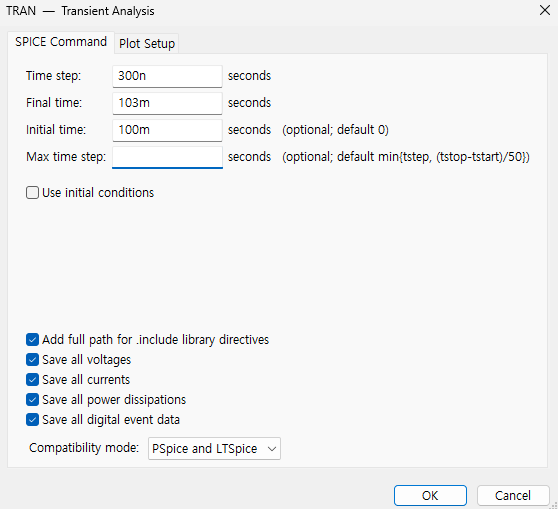 TRAN — Transient Analysis
SPICE Command Plot Setup
Time step: 300n seconds
Final time: 103m seconds
Initial time: 100m seconds (optional; default 0)
Max time step: seconds (optional; default min{tstep, (tstop-tstart)/50})
Use initial conditions
Add full path for .include library directives
Save all voltages
Save all currents
Save all power dissipations
Save all digital event data
Compatibility mode: PSpice and LTSpice
OK Cancel